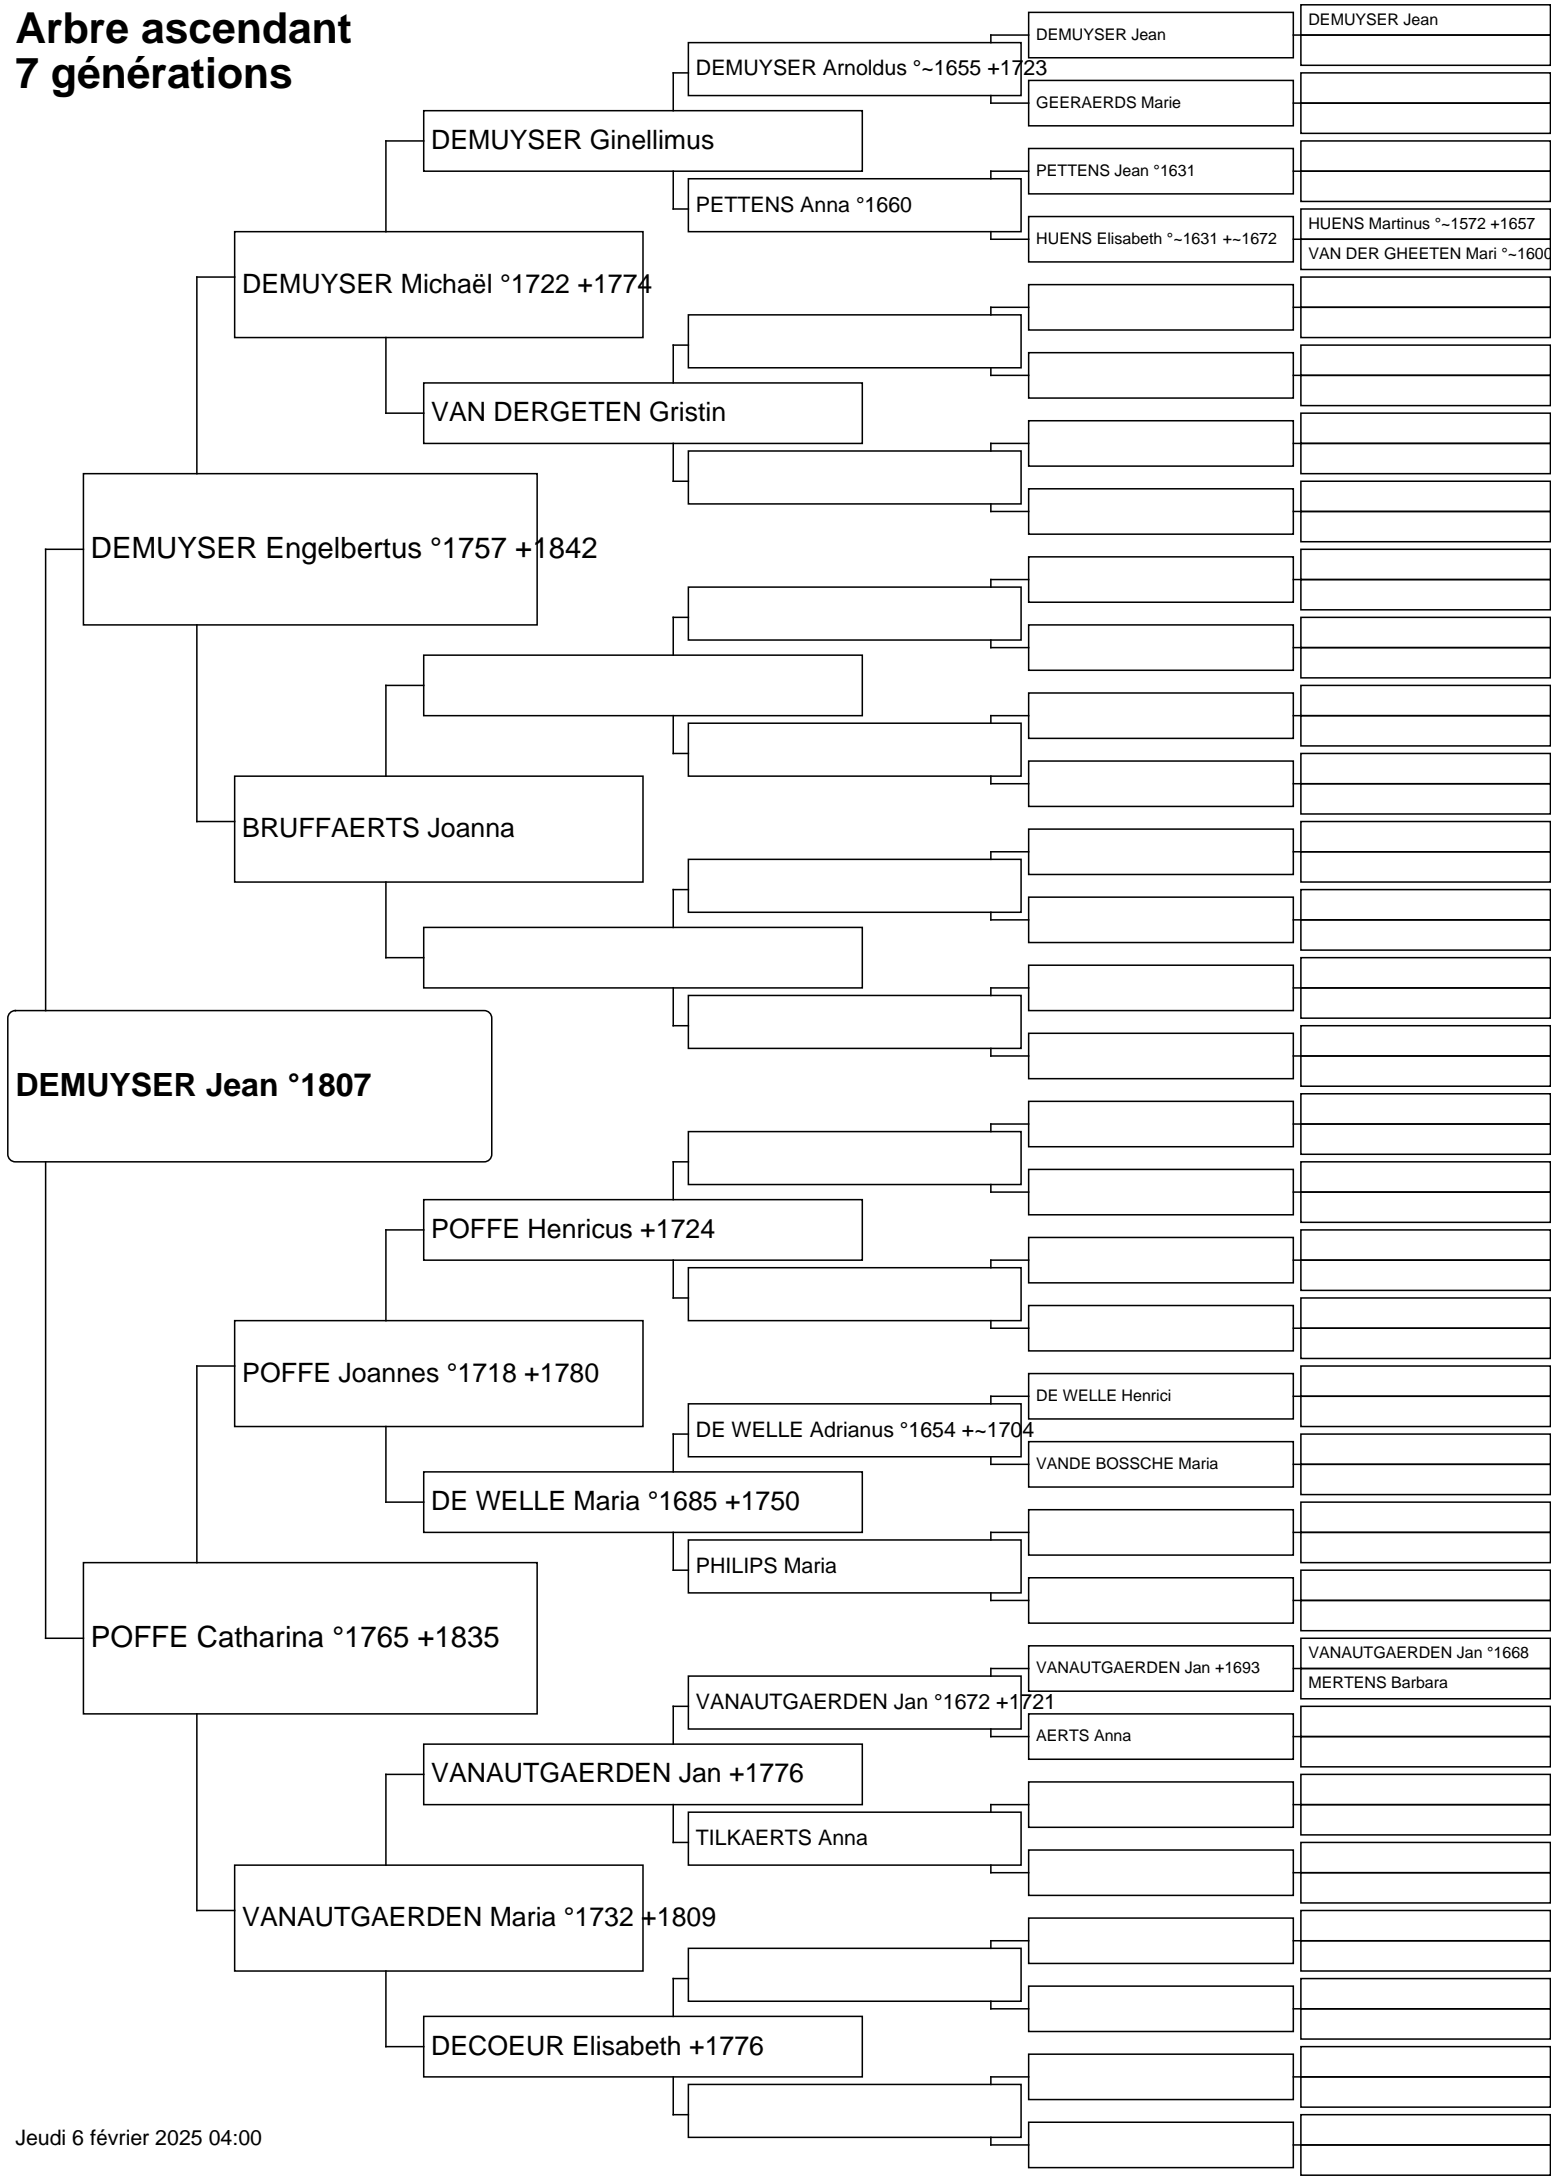 Arbre ascendant
7 générations
DEMUYSER Jean
DEMUYSER Jean
DEMUYSER Arnoldus °~1655 +1723
GEERAERDS Marie
DEMUYSER Ginellimus
PETTENS Jean °1631
PETTENS Anna °1660
HUENS Martinus °~1572 +1657
HUENS Elisabeth °~1631 +~1672
VAN DER GHEETEN Mari °~1600
DEMUYSER Michaël °1722 +1774
VAN DERGETEN Gristin
DEMUYSER Engelbertus °1757 +1842
BRUFFAERTS Joanna
DEMUYSER Jean °1807
POFFE Henricus +1724
POFFE Joannes °1718 +1780
DE WELLE Henrici
DE WELLE Adrianus °1654 +~1704
VANDE BOSSCHE Maria
DE WELLE Maria °1685 +1750
PHILIPS Maria
POFFE Catharina °1765 +1835
VANAUTGAERDEN Jan °1668
VANAUTGAERDEN Jan +1693
MERTENS Barbara
VANAUTGAERDEN Jan °1672 +1721
AERTS Anna
VANAUTGAERDEN Jan +1776
TILKAERTS Anna
VANAUTGAERDEN Maria °1732 +1809
DECOEUR Elisabeth +1776
Jeudi 6 février 2025 04:00